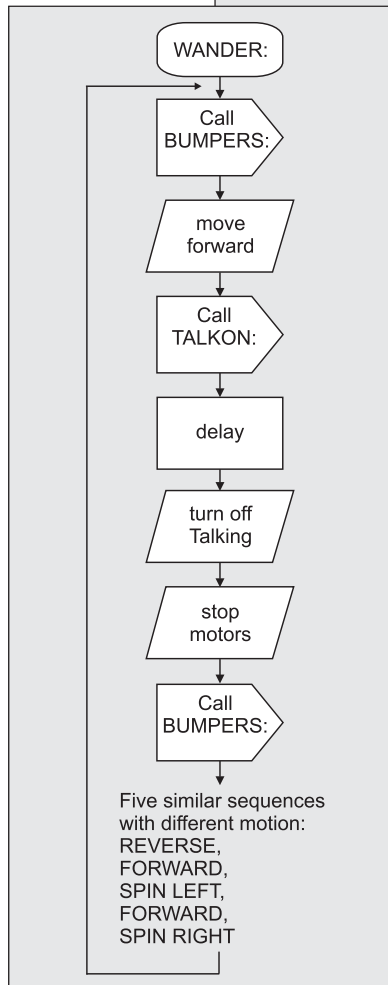 WANDER:
Call
BUMPERS:
move
forward
Call
TALKON:
delay
turn off
Talking
stop
motors
Call
BUMPERS:
Five similar sequences
with different motion:
REVERSE,
FORWARD,
SPIN LEFT,
FORWARD,
SPIN RIGHT